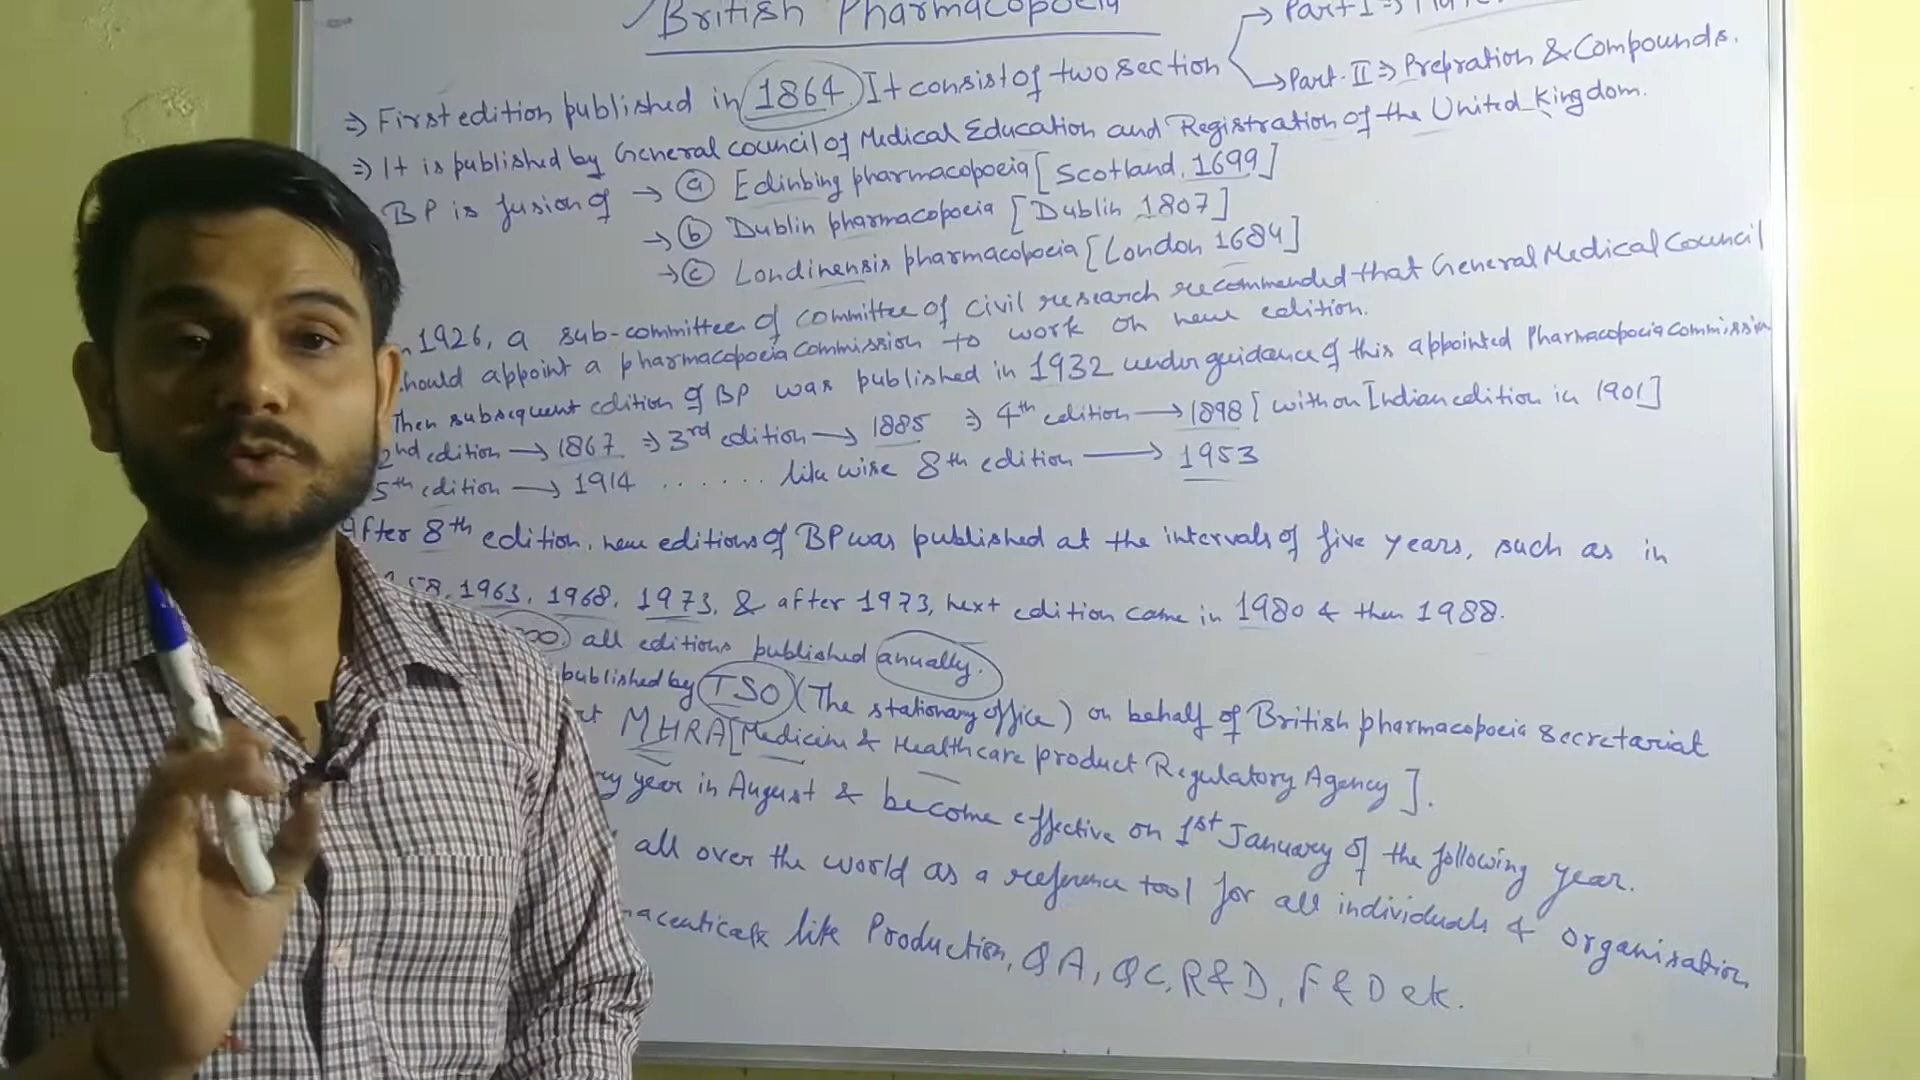 British Pharmacopoeia
Part I ⇒
⇒ First edition published in 1864. It consist of two section
→ Part-II ⇒ Prepration & Compounds.
⇒ It is published by General council of Medical Education and Registration of the United Kingdom.
BP is fusion of → (a) Edinbing pharmacopoeia [Scotland, 1699]
→ (b) Dublin pharmacopoeia [Dublin 1807]
→ (c) Londinensis pharmacopoeia [London 1684]
1926, a sub-committee of committee of civil research recommended that General Medical Council
hould appoint a pharmacopoeia Commission to work on new edition.
Then subsequent edition of BP was published in 1932 under guidance of this appointed Pharmacopoeia Commission
2nd edition → 1867 ⇒ 3rd edition → 1885 ⇒ 4th edition → 1898 [with on Indian edition in 1901]
5th edition → 1914 ...... like wise 8th edition → 1953
After 8th edition, new editions of BP was published at the intervals of five years, such as in
58, 1963, 1968, 1973, & after 1973, next edition came in 1980 & then 1988.
all editions published anually.
published by TSO (The stationary office) on behalf of British pharmacopoeia secretariat
MHRA [Medicine & Healthcare product Regulatory Agency].
ry year in August & become effective on 1st January of the following year.
all over the world as a reference tool for all individuals & organisation
maceuticals like Production, QA, QC, R&D, F&D etc.